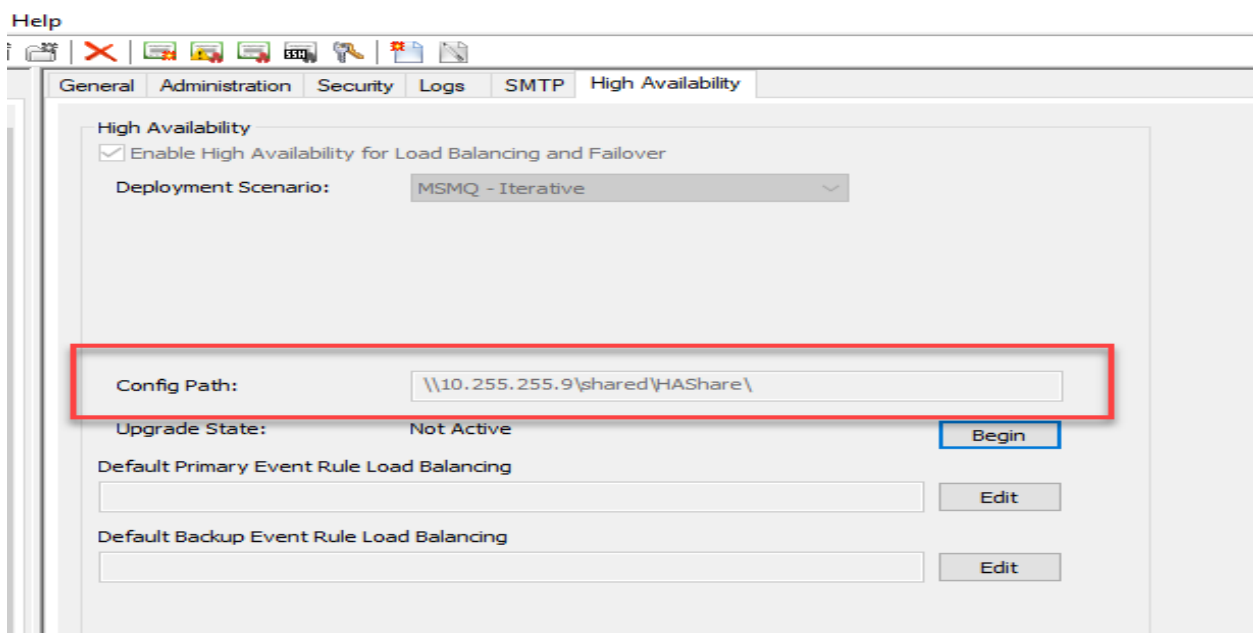 Help
SSH
General Administration Security Logs SMTP High Availability
High Availability
Enable High Availability for Load Balancing and Failover
Deployment Scenario: MSMQ - Iterative
Config Path: \\10.255.255.9\shared\HAShare\
Upgrade State: Not Active Begin
Default Primary Event Rule Load Balancing
Edit
Default Backup Event Rule Load Balancing
Edit